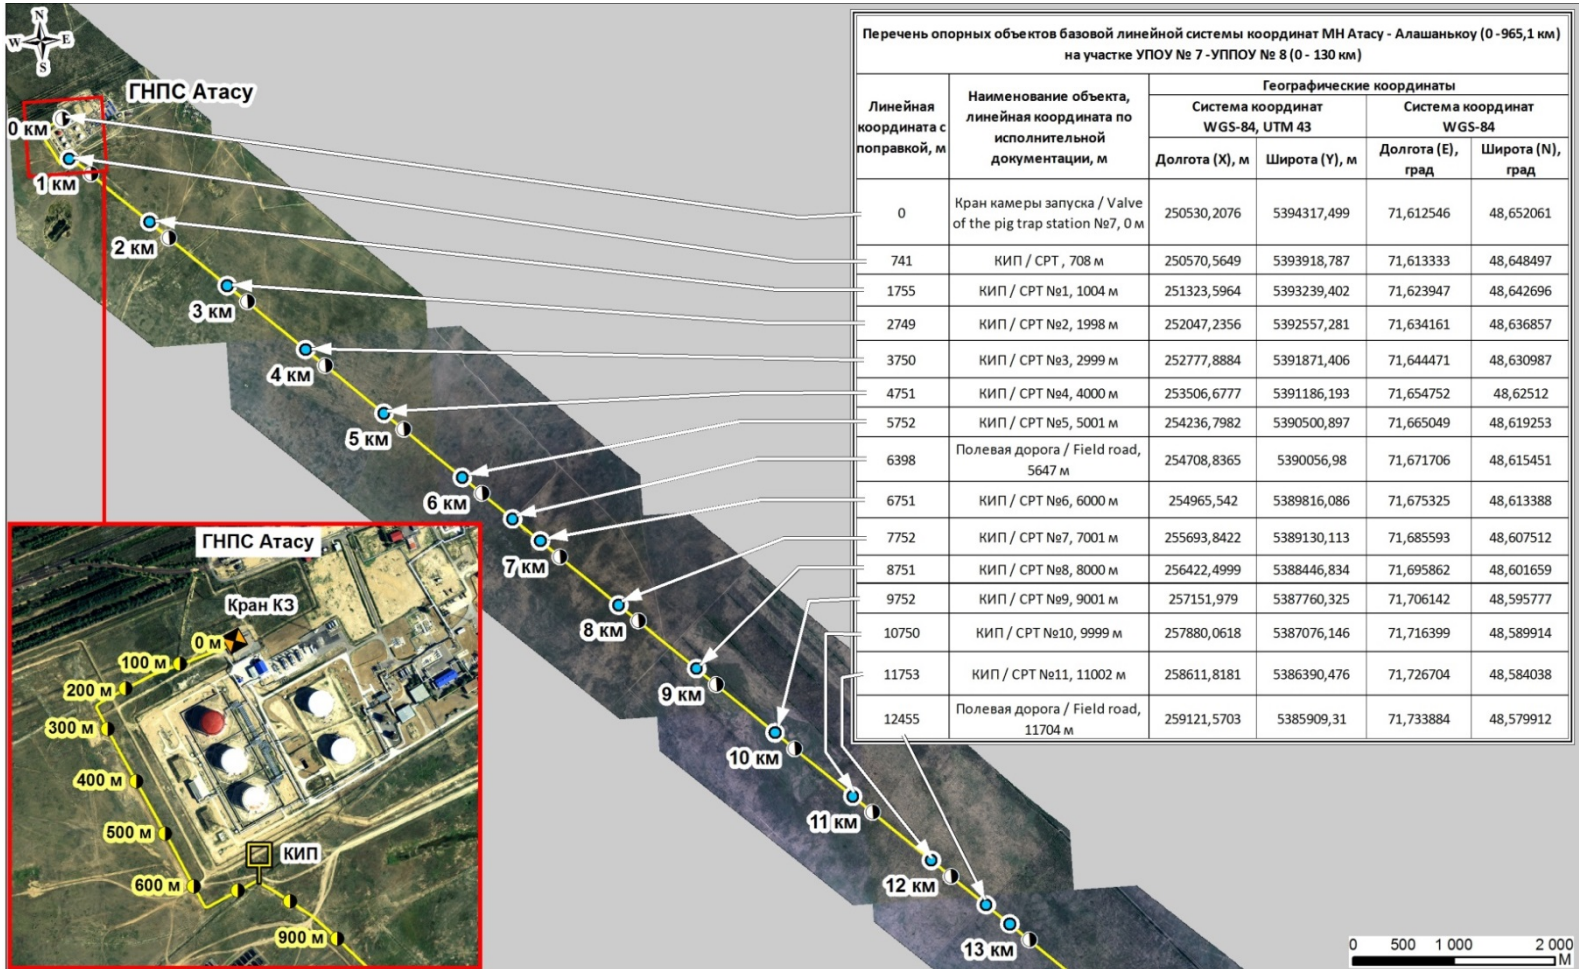 N
W E
S
ГНПС Атасу
0 км
1 км
2 км
3 км
4 км
5 км
6 км
7 км
8 км
9 км
10 км
11 км
12 км
13 км
Перечень опорных объектов базовой линейной системы координат МН Атасу - Алашанькоу (0 -965,1 км)
на участке УПОУ № 7 -УППОУ № 8 (0 - 130 км)
Линейная координата с поправкой, м
Наименование объекта, линейная координата по исполнительной документации, м
Географические координаты
Система координат WGS-84, UTM 43
Система координат WGS-84
Долгота (X), м
Широта (Y), м
Долгота (E), град
Широта (N), град
0 Кран камеры запуска / Valve of the pig trap station №7, 0 м 250530,2076 5394317,499 71,612546 48,652061
741 КИП / СРТ , 708 м 250570,5649 5393918,787 71,613333 48,648497
1755 КИП / СРТ №1, 1004 м 251323,5964 5393239,402 71,623947 48,642696
2749 КИП / СРТ №2, 1998 м 252047,2356 5392557,281 71,634161 48,636857
3750 КИП / СРТ №3, 2999 м 252777,8884 5391871,406 71,644471 48,630987
4751 КИП / СРТ №4, 4000 м 253506,6777 5391186,193 71,654752 48,62512
5752 КИП / СРТ №5, 5001 м 254236,7982 5390500,897 71,665049 48,619253
6398 Полевая дорога / Field road, 5647 м 254708,8365 5390056,98 71,671706 48,615451
6751 КИП / СРТ №6, 6000 м 254965,542 5389816,086 71,675325 48,613388
7752 КИП / СРТ №7, 7001 м 255693,8422 5389130,113 71,685593 48,607512
8751 КИП / СРТ №8, 8000 м 256422,4999 5388446,834 71,695862 48,601659
9752 КИП / СРТ №9, 9001 м 257151,979 5387760,325 71,706142 48,595777
10750 КИП / СРТ №10, 9999 м 257880,0618 5387076,146 71,716399 48,589914
11753 КИП / СРТ №11, 11002 м 258611,8181 5386390,476 71,726704 48,584038
12455 Полевая дорога / Field road, 11704 м 259121,5703 5385909,31 71,733884 48,579912
ГНПС Атасу
Кран КЗ
0 м
100 м
200 м
300 м
400 м
500 м
КИП
600 м
900 м
0 500 1 000 2 000
М